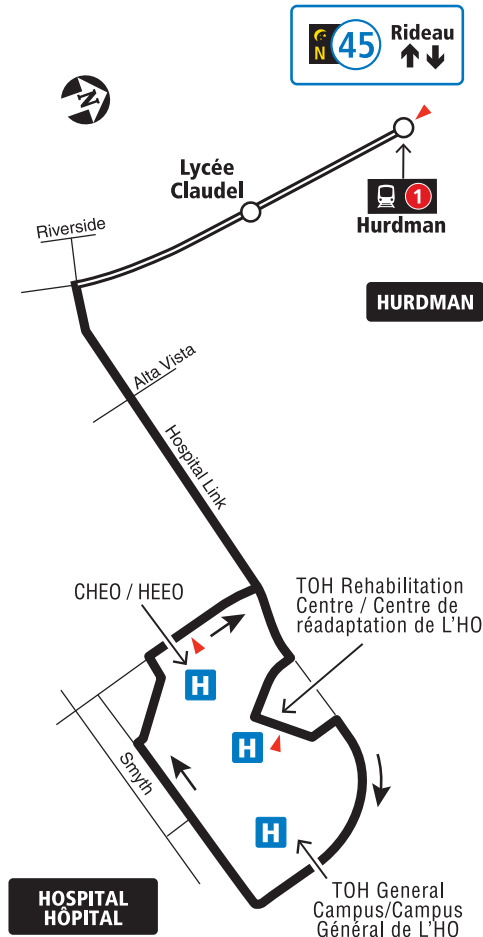 N
45
Rideau
N
Lycée
Claudel
1
Hurdman
Riverside
HURDMAN
Alta Vista
Hospital Link
CHEO / HEEO
TOH Rehabilitation
Centre / Centre de
réadaptation de L'HO
H
H
Smyth
H
TOH General
Campus/Campus
Général de L'HO
HOSPITAL
HÔPITAL